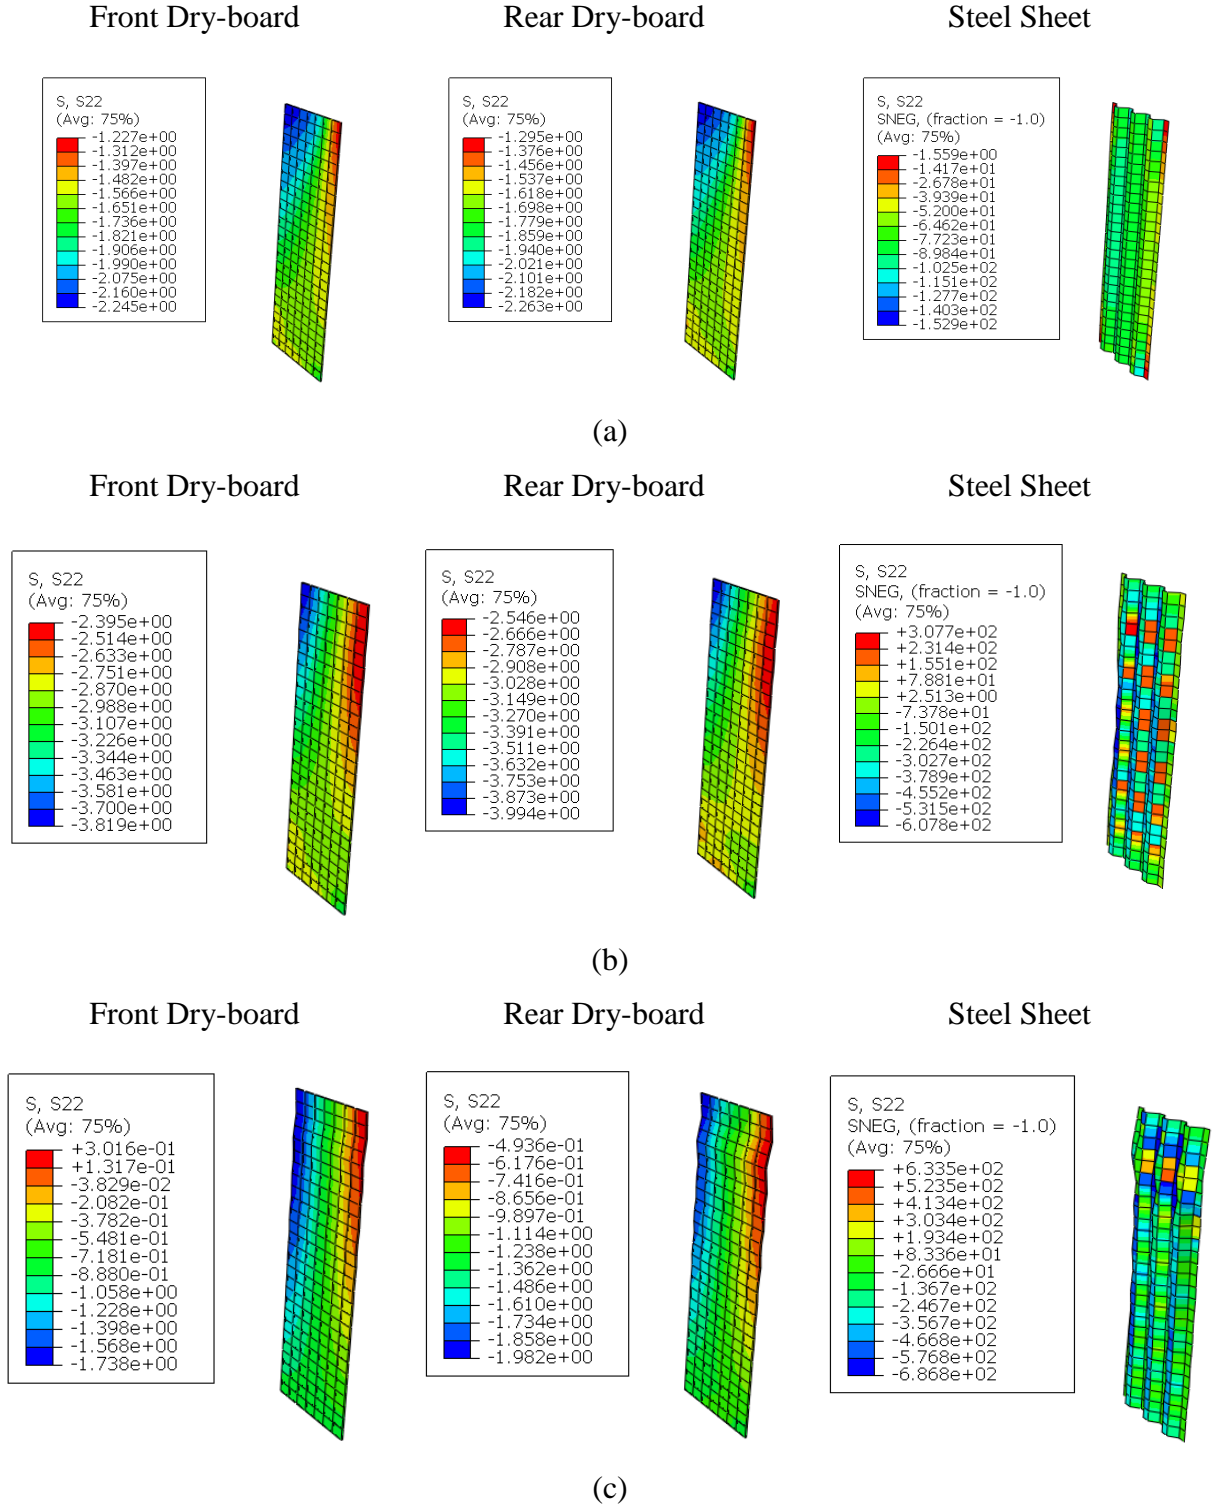 Front Dry-board
Rear Dry-board
Steel Sheet
S, S22
(Avg: 75%)
-1.227e+00
-1.312e+00
-1.397e+00
-1.482e+00
-1.566e+00
-1.651e+00
-1.736e+00
-1.821e+00
-1.906e+00
-1.990e+00
-2.075e+00
-2.160e+00
-2.245e+00
S, S22
(Avg: 75%)
-1.295e+00
-1.376e+00
-1.456e+00
-1.537e+00
-1.618e+00
-1.698e+00
-1.779e+00
-1.859e+00
-1.940e+00
-2.021e+00
-2.101e+00
-2.182e+00
-2.263e+00
S, S22
SNEG, (fraction = -1.0)
(Avg: 75%)
-1.559e+00
-1.417e+01
-2.678e+01
-3.939e+01
-5.200e+01
-6.462e+01
-7.723e+01
-8.984e+01
-1.025e+02
-1.151e+02
-1.277e+02
-1.403e+02
-1.529e+02
(a)
Front Dry-board
Rear Dry-board
Steel Sheet
S, S22
(Avg: 75%)
-2.395e+00
-2.514e+00
-2.633e+00
-2.751e+00
-2.870e+00
-2.988e+00
-3.107e+00
-3.226e+00
-3.344e+00
-3.463e+00
-3.581e+00
-3.700e+00
-3.819e+00
S, S22
(Avg: 75%)
-2.546e+00
-2.666e+00
-2.787e+00
-2.908e+00
-3.028e+00
-3.149e+00
-3.270e+00
-3.391e+00
-3.511e+00
-3.632e+00
-3.753e+00
-3.873e+00
-3.994e+00
S, S22
SNEG, (fraction = -1.0)
(Avg: 75%)
+3.077e+02
+2.314e+02
+1.551e+02
+7.881e+01
+2.513e+00
-7.378e+01
-1.501e+02
-2.264e+02
-3.027e+02
-3.789e+02
-4.552e+02
-5.315e+02
-6.078e+02
(b)
Front Dry-board
Rear Dry-board
Steel Sheet
S, S22
(Avg: 75%)
+3.016e-01
+1.317e-01
-3.829e-02
-2.082e-01
-3.782e-01
-5.481e-01
-7.181e-01
-8.880e-01
-1.058e+00
-1.228e+00
-1.398e+00
-1.568e+00
-1.738e+00
S, S22
(Avg: 75%)
-4.936e-01
-6.176e-01
-7.416e-01
-8.656e-01
-9.897e-01
-1.114e+00
-1.238e+00
-1.362e+00
-1.486e+00
-1.610e+00
-1.734e+00
-1.858e+00
-1.982e+00
S, S22
SNEG, (fraction = -1.0)
(Avg: 75%)
+6.335e+02
+5.235e+02
+4.134e+02
+3.034e+02
+1.934e+02
+8.336e+01
-2.666e+01
-1.367e+02
-2.467e+02
-3.567e+02
-4.668e+02
-5.768e+02
-6.868e+02
(c)